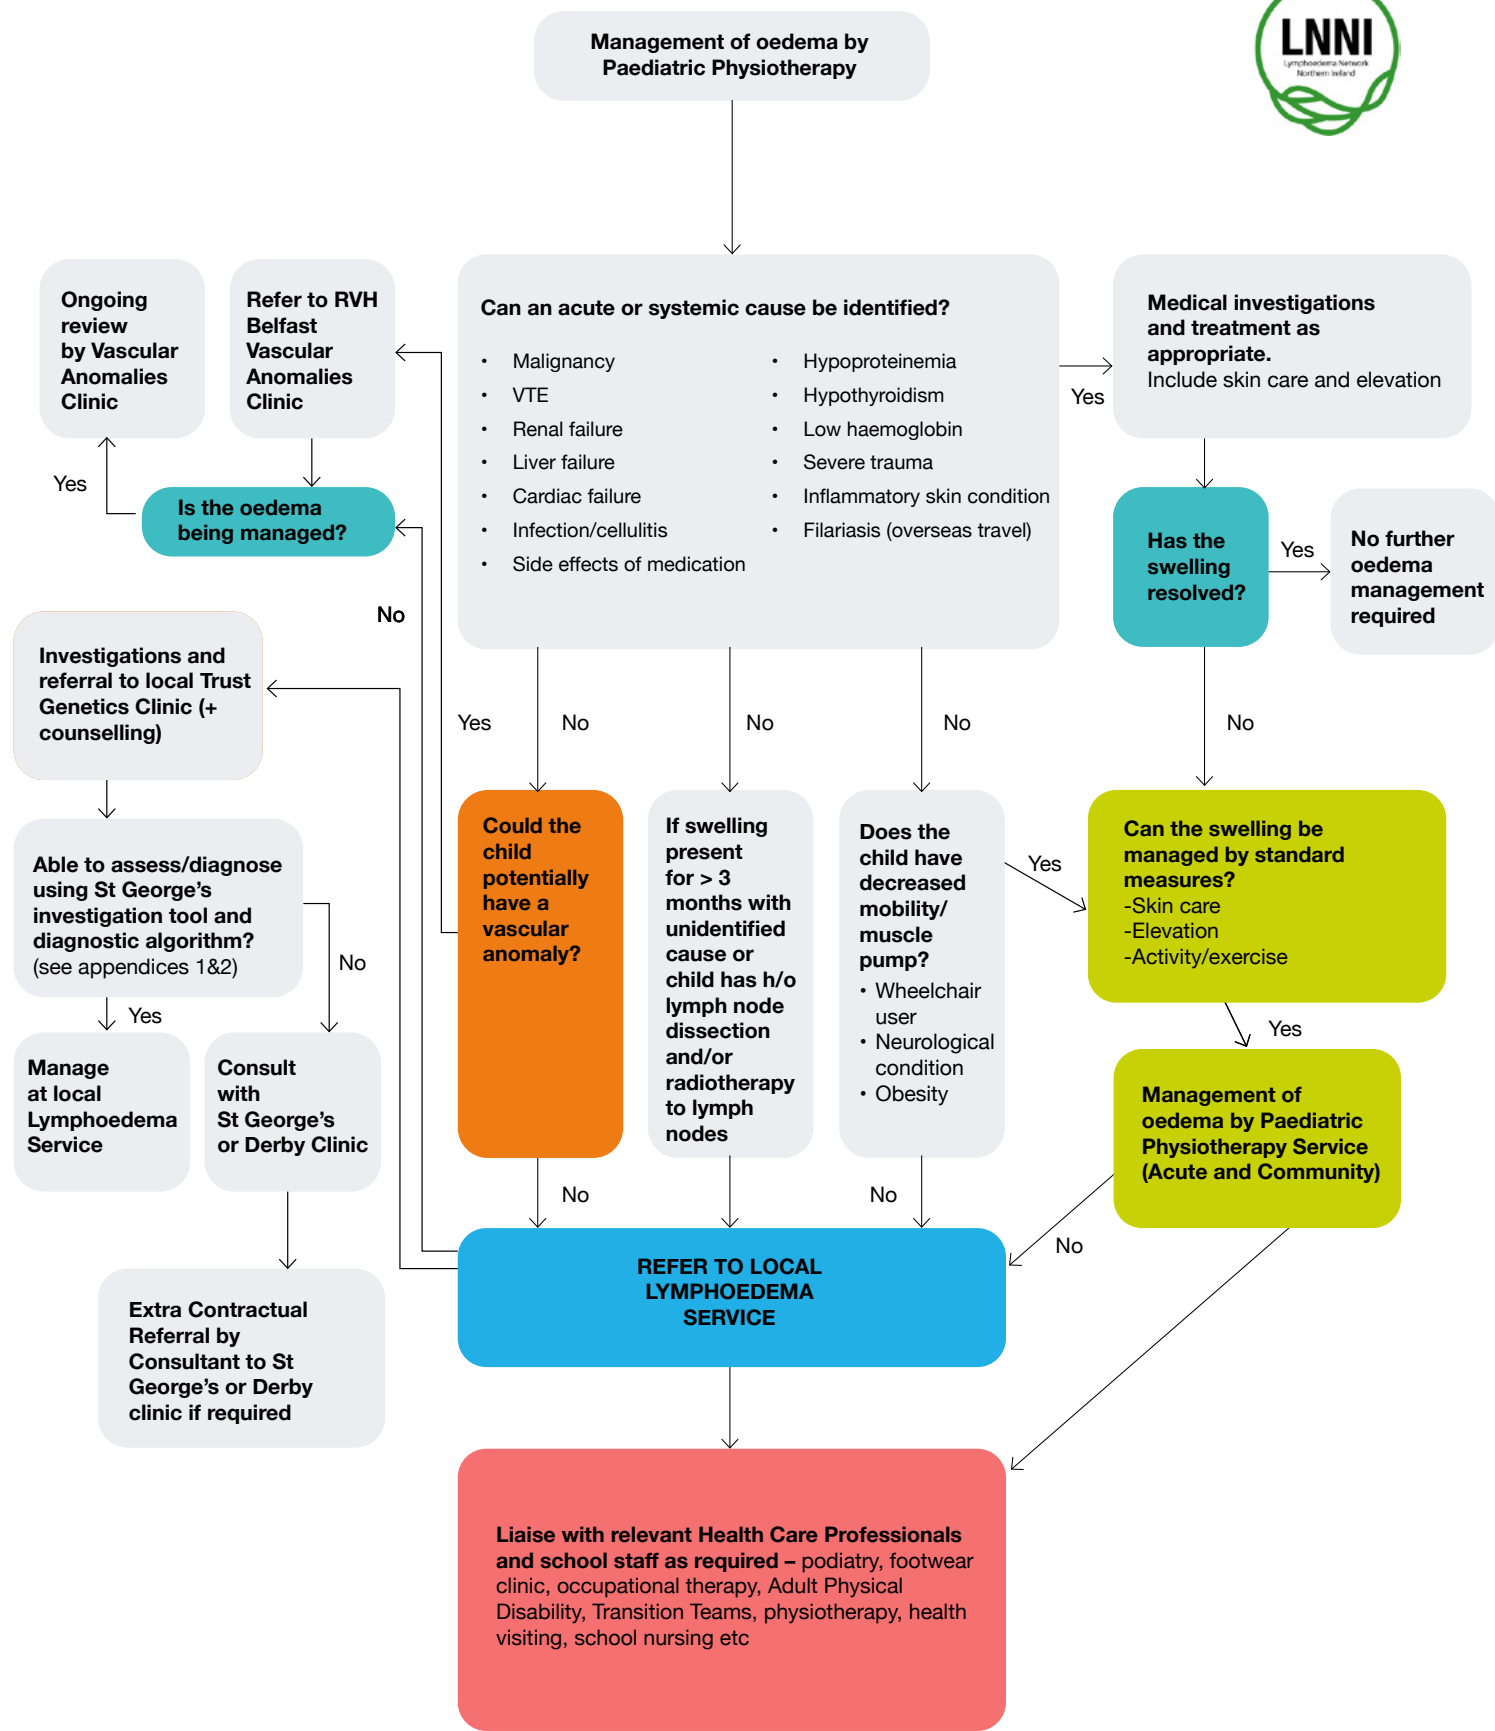 Management of oedema by
Paediatric Physiotherapy
LNNI
Lymphoedema Network
Northern Ireland
Ongoing
review
by Vascular
Anomalies
Clinic
Refer to RVH
Belfast
Vascular
Anomalies
Clinic
Yes
Is the oedema
being managed?
No
Can an acute or systemic cause be identified?
• Malignancy
• VTE
• Renal failure
• Liver failure
• Cardiac failure
• Infection/cellulitis
• Side effects of medication
• Hypoproteinemia
• Hypothyroidism
• Low haemoglobin
• Severe trauma
• Inflammatory skin condition
• Filariasis (overseas travel)
Yes
Medical investigations
and treatment as
appropriate.
Include skin care and elevation
Has the
swelling
resolved?
Yes
No further
oedema
management
required
Investigations and
referral to local Trust
Genetics Clinic (+
counselling)
Yes
No
No
No
No
Able to assess/diagnose
using St George's
investigation tool and
diagnostic algorithm?
(see appendices 1&2)
No
Yes
Manage
at local
Lymphoedema
Service
Consult
with
St George's
or Derby Clinic
Extra Contractual
Referral by
Consultant to St
George's or Derby
clinic if required
Could the
child
potentially
have a
vascular
anomaly?
If swelling
present
for > 3
months with
unidentified
cause or
child has h/o
lymph node
dissection
and/or
radiotherapy
to lymph
nodes
Does the
child have
decreased
mobility/
muscle
pump?
• Wheelchair
user
• Neurological
condition
• Obesity
Yes
Can the swelling be
managed by standard
measures?
-Skin care
-Elevation
-Activity/exercise
Yes
Management of
oedema by Paediatric
Physiotherapy Service
(Acute and Community)
No
No
No
REFER TO LOCAL
LYMPHOEDEMA
SERVICE
Liaise with relevant Health Care Professionals
and school staff as required – podiatry, footwear
clinic, occupational therapy, Adult Physical
Disability, Transition Teams, physiotherapy, health
visiting, school nursing etc